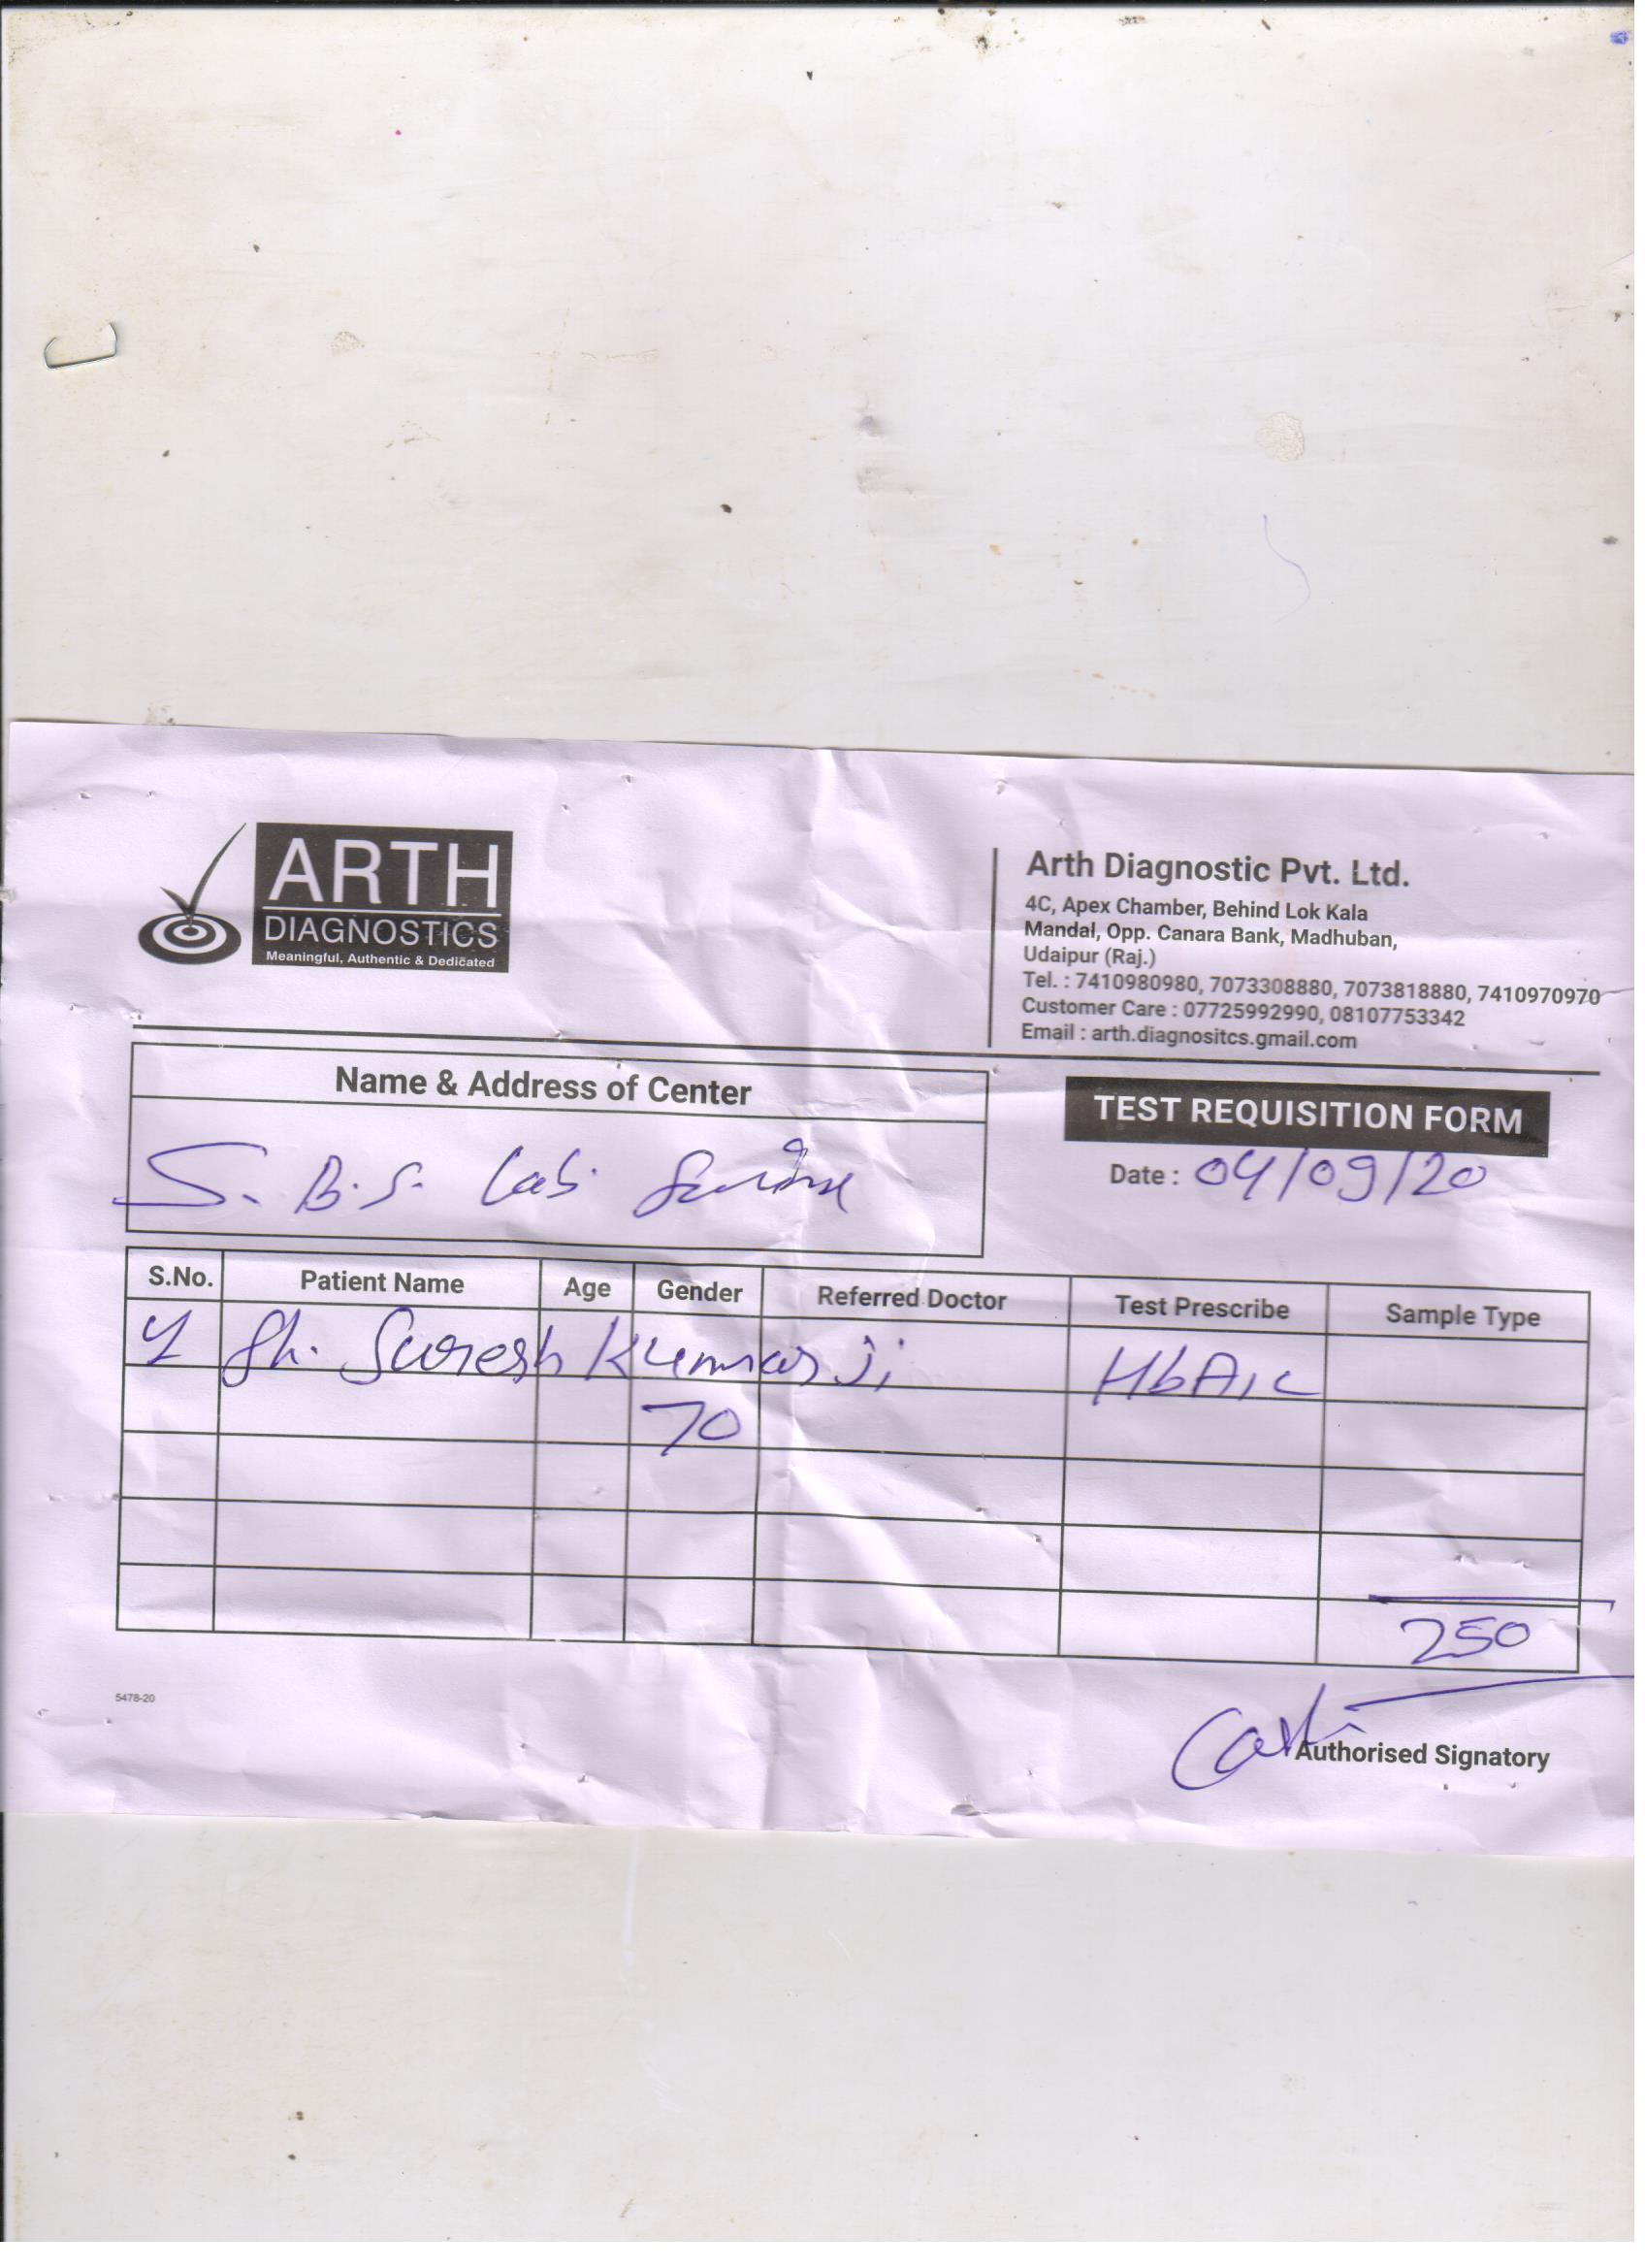 ARTH
DIAGNOSTICS
Meaningful, Authentic & Dedicated
Arth Diagnostic Pvt. Ltd.
4C, Apex Chamber, Behind Lok Kala
Mandal, Opp. Canara Bank, Madhuban,
Udaipur (Raj.)
Tel. : 7410980980, 7073308880, 7073818880, 7410970970
Customer Care : 07725992990, 08107753342
Email : arth.diagnositcs.gmail.com
Name & Address of Center
S. B. S. Lab.
TEST REQUISITION FORM
Date : 04/09/20
S.No. Patient Name Age Gender Referred Doctor Test Prescribe Sample Type
1 Sh. Suresh Kumar Ji HbA1c
70
250
5478-20
Authorised Signatory